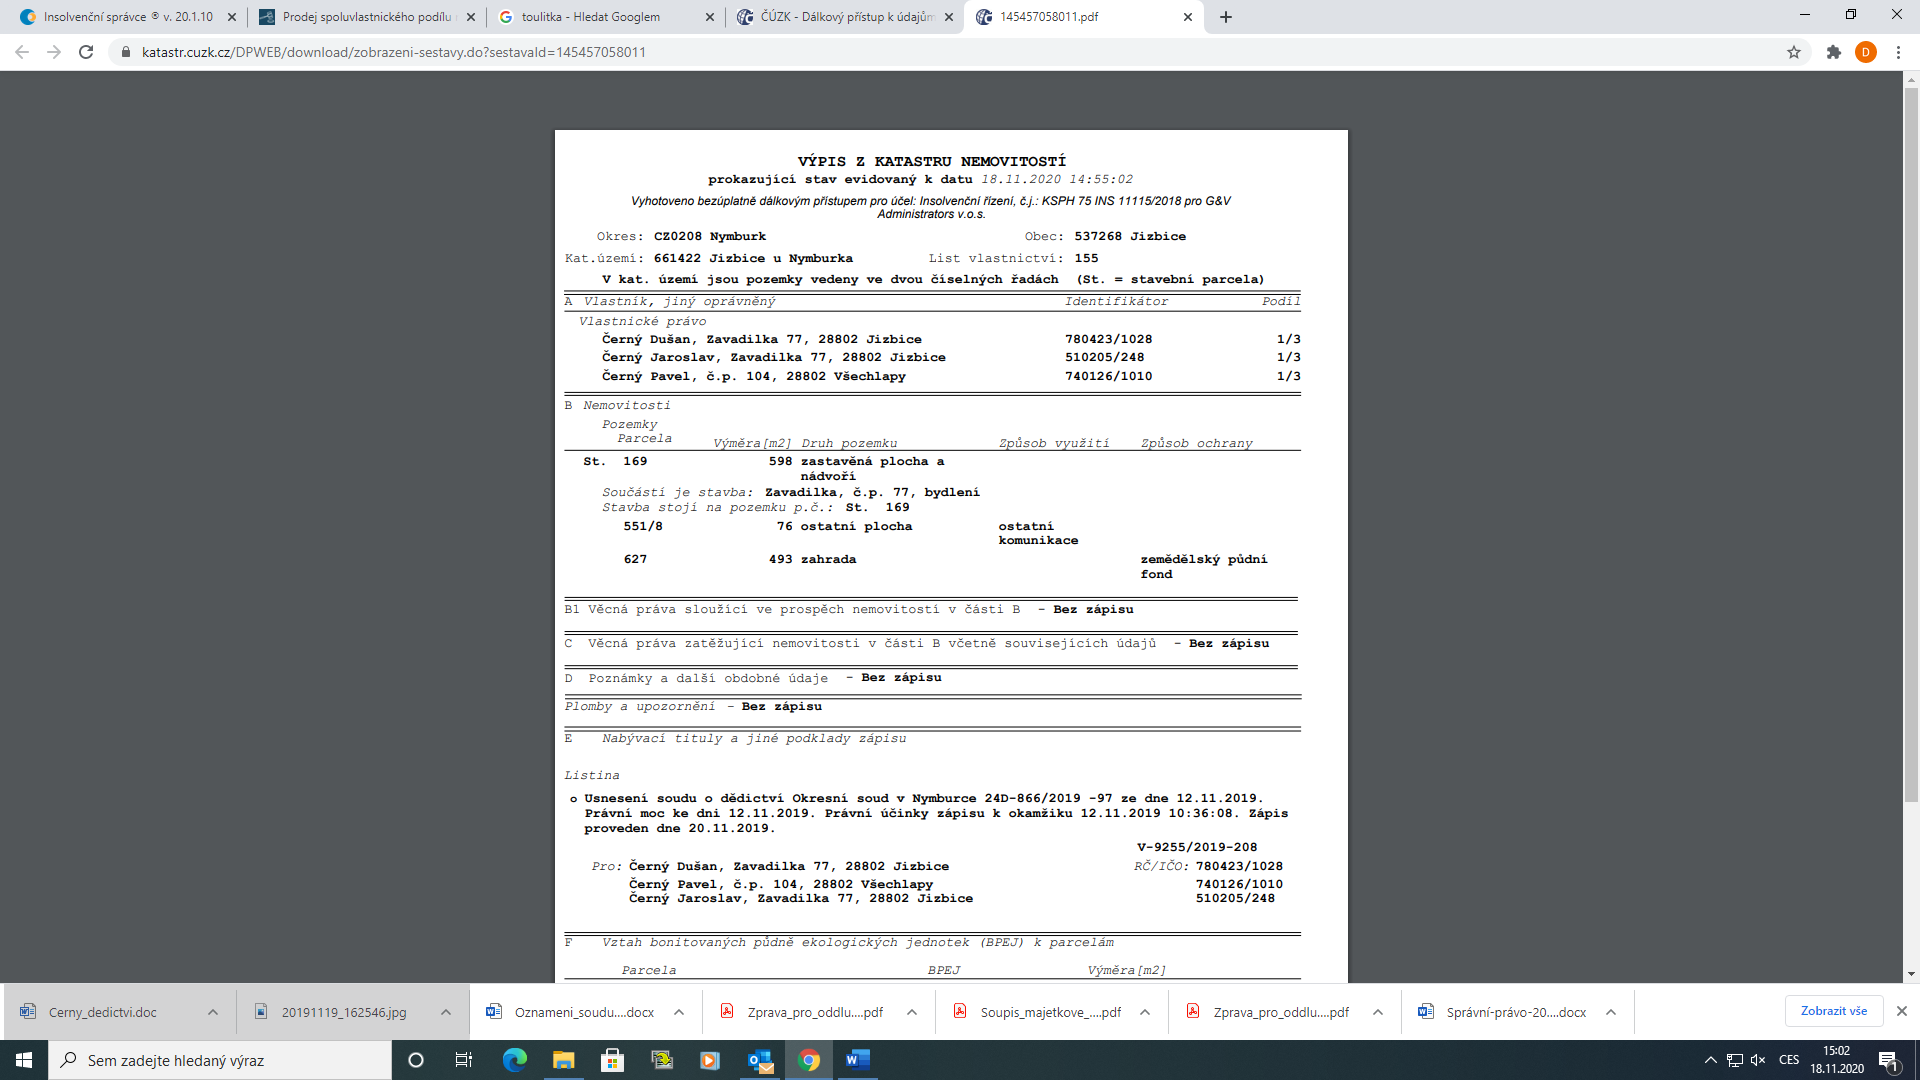 Insolvenční správce ® v. 20.1.10
Prodej spoluvlastnického podílu
toulitka - Hledat Googlem
ČÚZK - Dálkový přístup k údajům
145457058011.pdf
katastr.cuzk.cz/DPWEB/download/zobrazeni-sestavy.do?sestavaId=145457058011
D
VÝPIS Z KATASTRU NEMOVITOSTÍ
prokazující stav evidovaný k datu 18.11.2020 14:55:02
Vyhotoveno bezúplatně dálkovým přístupem pro účel: Insolvenční řízení, č.j.: KSPH 75 INS 11115/2018 pro G&V
Administrators v.o.s.
Okres: CZ0208 Nymburk Obec: 537268 Jizbice
Kat.území: 661422 Jizbice u Nymburka List vlastnictví: 155
V kat. území jsou pozemky vedeny ve dvou číselných řadách (St. = stavební parcela)
A Vlastník, jiný oprávněný Identifikátor Podíl
Vlastnické právo
Černý Dušan, Zavadilka 77, 28802 Jizbice 780423/1028 1/3
Černý Jaroslav, Zavadilka 77, 28802 Jizbice 510205/248 1/3
Černý Pavel, č.p. 104, 28802 Všechlapy 740126/1010 1/3
B Nemovitosti
Pozemky
Parcela Výměra[m2] Druh pozemku Způsob využití Způsob ochrany
St. 169 598 zastavěná plocha a
nádvoří
Součástí je stavba: Zavadilka, č.p. 77, bydlení
Stavba stojí na pozemku p.č.: St. 169
551/8 76 ostatní plocha ostatní
komunikace
627 493 zahrada zemědělský půdní
fond
B1 Věcná práva sloužící ve prospěch nemovitostí v části B - Bez zápisu
C Věcná práva zatěžující nemovitosti v části B včetně souvisejících údajů - Bez zápisu
D Poznámky a další obdobné údaje - Bez zápisu
Plomby a upozornění - Bez zápisu
E Nabývací tituly a jiné podklady zápisu
Listina
o Usnesení soudu o dědictví Okresní soud v Nymburce 24D-866/2019 -97 ze dne 12.11.2019.
Právní moc ke dni 12.11.2019. Právní účinky zápisu k okamžiku 12.11.2019 10:36:08. Zápis
proveden dne 20.11.2019.
V-9255/2019-208
Pro: Černý Dušan, Zavadilka 77, 28802 Jizbice RČ/IČO: 780423/1028
Černý Pavel, č.p. 104, 28802 Všechlapy 740126/1010
Černý Jaroslav, Zavadilka 77, 28802 Jizbice 510205/248
F Vztah bonitovaných půdně ekologických jednotek (BPEJ) k parcelám
Parcela BPEJ Výměra[m2]
Cerny_dedictvi.doc
20191119_162546.jpg
Oznameni_soudu....docx
Zprava_pro_oddlu....pdf
Soupis_majetkove_....pdf
Zprava_pro_oddlu....pdf
Správní-právo-20....docx
Zobrazit vše
Sem zadejte hledaný výraz
CES
15:02
18.11.2020
1